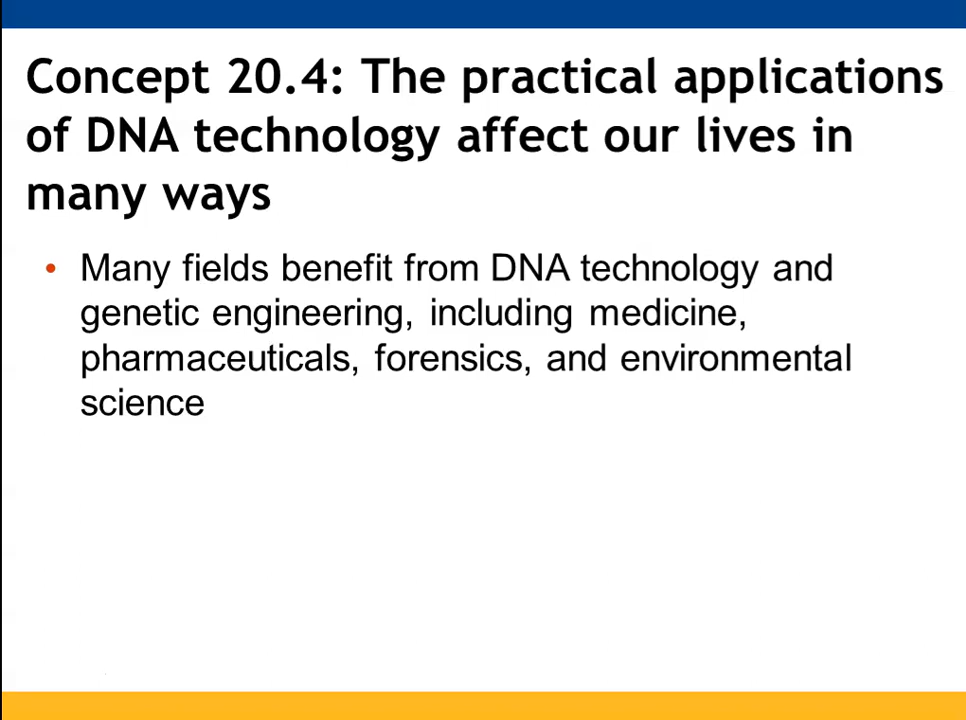 Concept 20.4: The practical applications
of DNA technology affect our lives in
many ways
• Many fields benefit from DNA technology and
genetic engineering, including medicine,
pharmaceuticals, forensics, and environmental
science